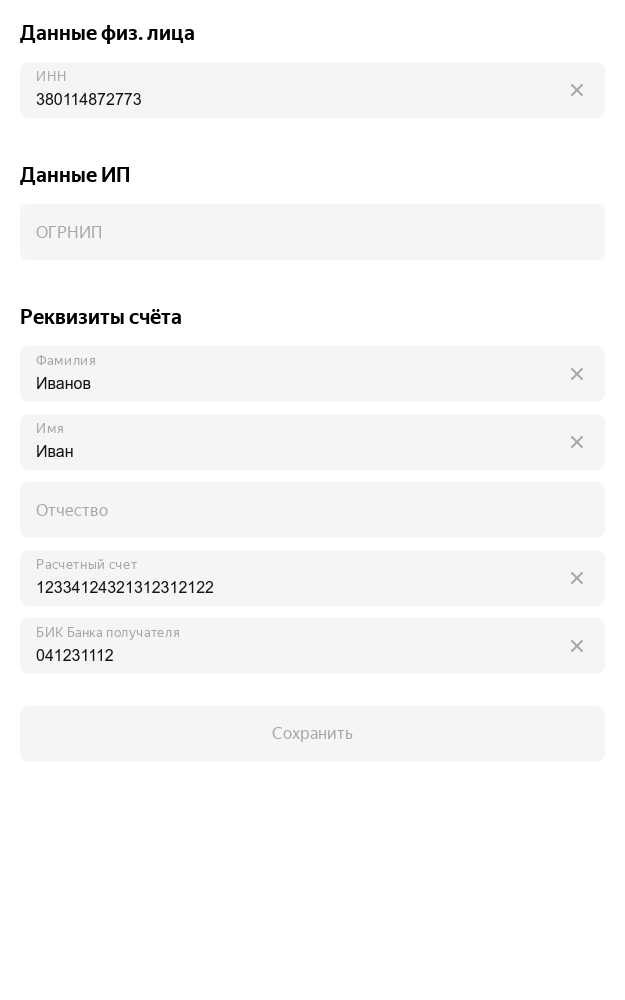 Данные физ. лица
ИНН
380114872773
Данные ИП
ОГРНИП
Реквизиты счёта
Фамилия
Иванов
Имя
Иван
Отчество
Расчетный счет
12334124321312312122
БИК Банка получателя
041231112
Сохранить